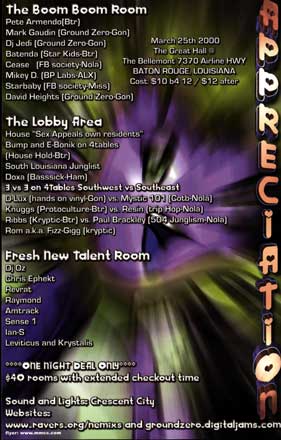 The Boom Boom Room
Pete Armendo(Btr)
Mark Gaudin (Ground Zero-Gon)
Dj Jedi (Ground Zero-Gon)
Batenda (Star Kids-Btr)
Cease (FB society-Nola)
Mikey D. (BP Labs-ALX)
Starbaby (FB society-Miss)
David Heights (Ground Zero-Gon)
March 25th 2000
The Great Hall @
The Bellemont 7370 Airline HWY
BATON ROUGE, LOUISIANA
Cost: $10 b4 12 / $12 after
APPRECIATION
The Lobby Area
House "Sex Appeals own residents"
Bump and E-Bonik on 4tables
(House Hold-Btr)
South Louisiana Junglist
Doxa (Basssick-Ham)
3 vs 3 on 4Tables Southwest vs Southeast
D-Lux (hands on vinyl-Gon) vs. Mystic 101 (Gotb-Nola)
Knuggs (Protoculture-Btr) vs. Resin (trip Hop-Nola)
Ribbs (Kryptic-Btr) vs. Paul Brackley (504 Junglism-Nola)
Rom a.k.a. Fizz-Gigg (kryptic)
Fresh New Talent Room
Dj Oz
Chris Ephekt
Revrat
Raymond
Amtrack
Sense 1
Ian-S
Leviticus and Krystalis
****ONE NIGHT DEAL ONLY****
$40 rooms with extended checkout time
Sound and Lights: Crescent City
Websites:
www.ravers.org/nemixs and groundzero.digitaljams.com